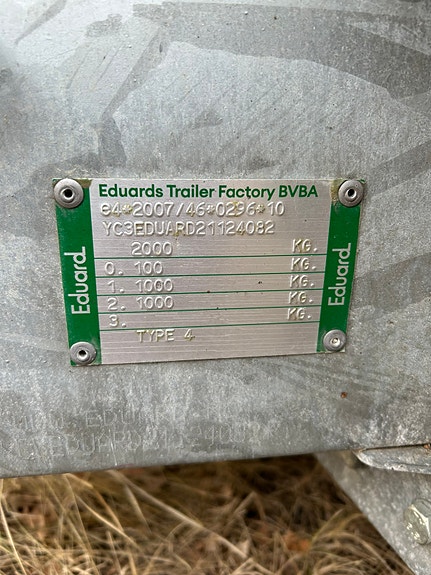 Eduards Trailer Factory BVBA
e4*2007/46*0296*10
YC3EDUARD21124082
2000 KG.
0. 100 KG.
1. 1000 KG.
2. 1000 KG.
3. KG.
TYPE 4
Eduard
Eduard